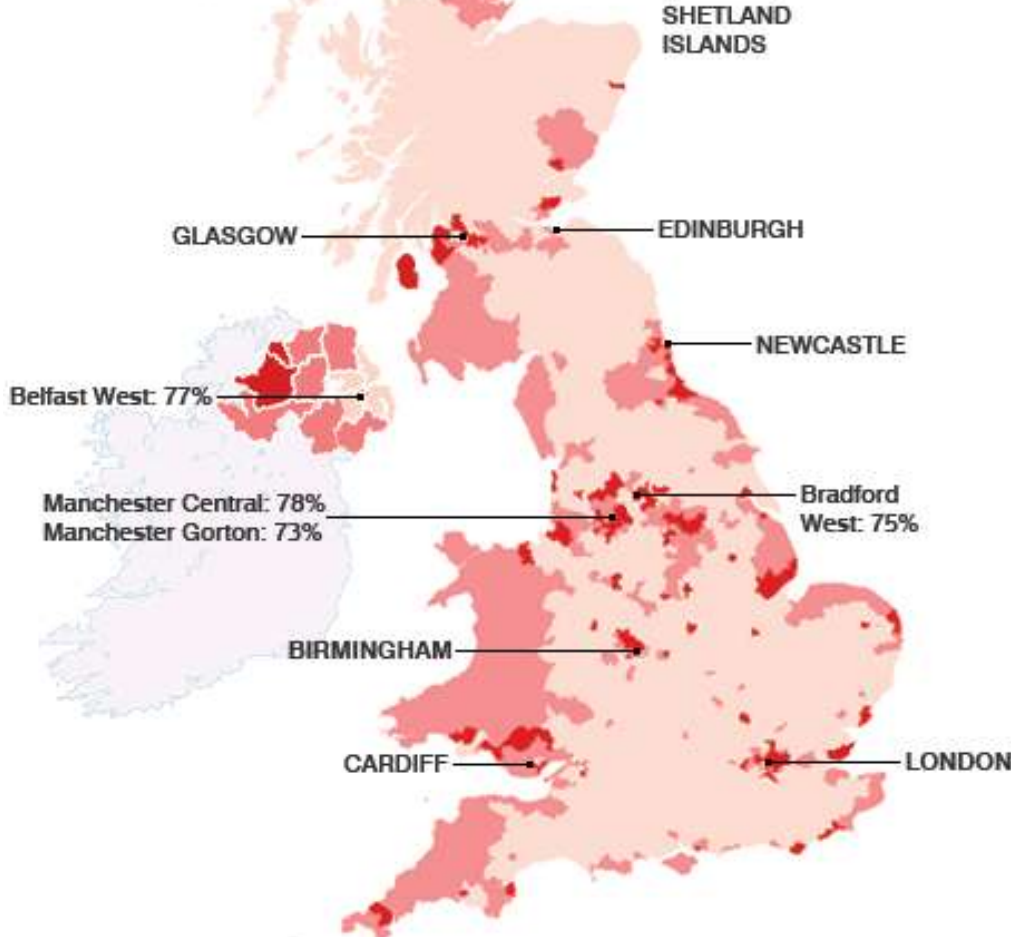 SHETLAND
ISLANDS
GLASGOW
EDINBURGH
NEWCASTLE
Belfast West: 77%
Manchester Central: 78%
Manchester Gorton: 73%
Bradford
West: 75%
BIRMINGHAM
CARDIFF
LONDON